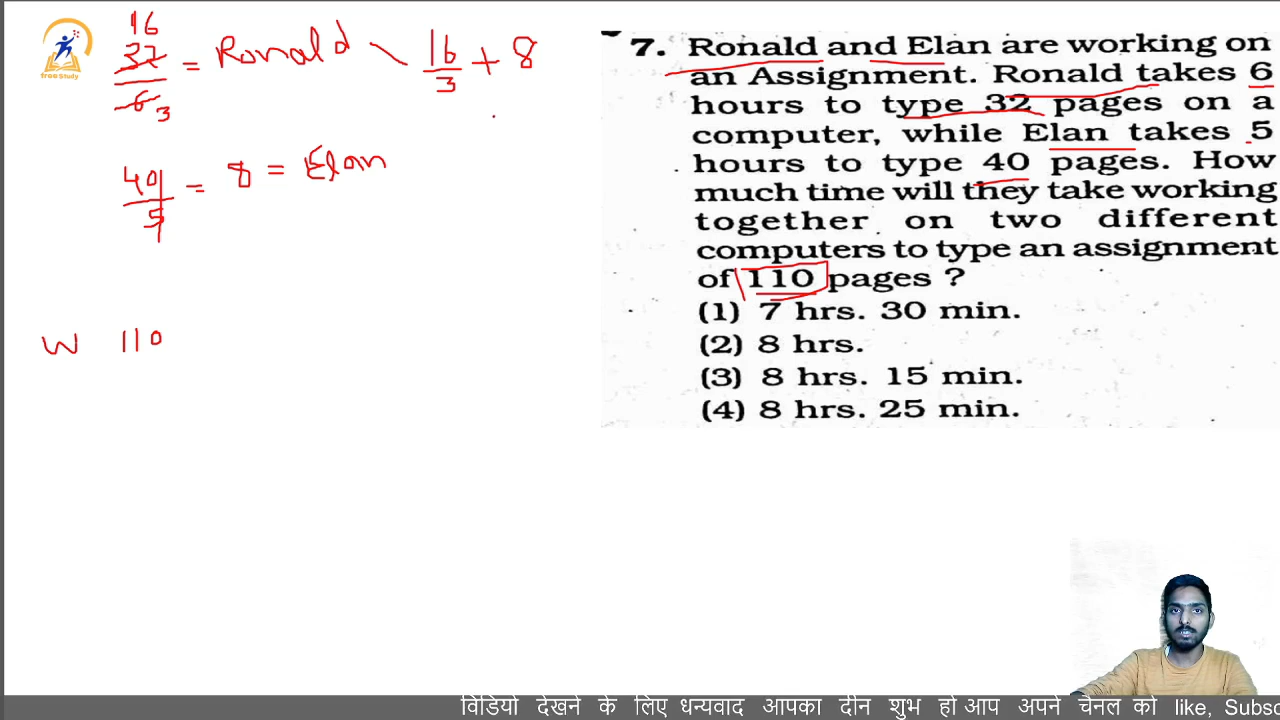 free study
16
32/6 3 = Ronald \ 16/3 + 8
40/5 = 8 = Elan
W 110
7. Ronald and Elan are working on
an Assignment. Ronald takes 6
hours to type 32 pages on a
computer, while Elan takes 5
hours to type 40 pages. How
much time will they take working
together on two different
computers to type an assignment
of 110 pages ?
(1) 7 hrs. 30 min.
(2) 8 hrs.
(3) 8 hrs. 15 min.
(4) 8 hrs. 25 min.
विडियो देखने के लिए धन्यवाद आपका दीन शुभ हो आप अपने चैनल को like, Subsc